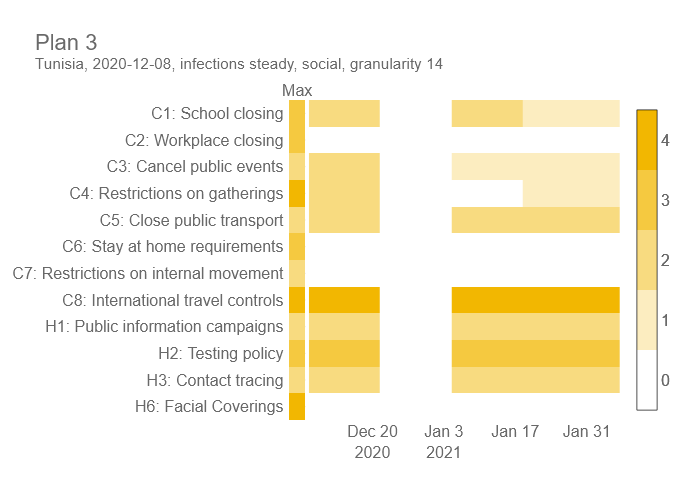 Plan 3
Tunisia, 2020-12-08, infections steady, social, granularity 14
Max
C1: School closing
C2: Workplace closing
C3: Cancel public events
C4: Restrictions on gatherings
C5: Close public transport
C6: Stay at home requirements
C7: Restrictions on internal movement
C8: International travel controls
H1: Public information campaigns
H2: Testing policy
H3: Contact tracing
H6: Facial Coverings
4
3
2
1
0
Dec 20 Jan 3 Jan 17 Jan 31
2020 2021